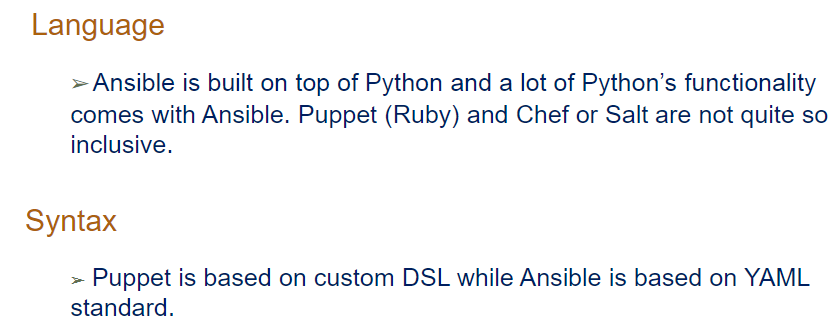 Language
➢ Ansible is built on top of Python and a lot of Python’s functionality
comes with Ansible. Puppet (Ruby) and Chef or Salt are not quite so
inclusive.
Syntax
➢ Puppet is based on custom DSL while Ansible is based on YAML
standard.